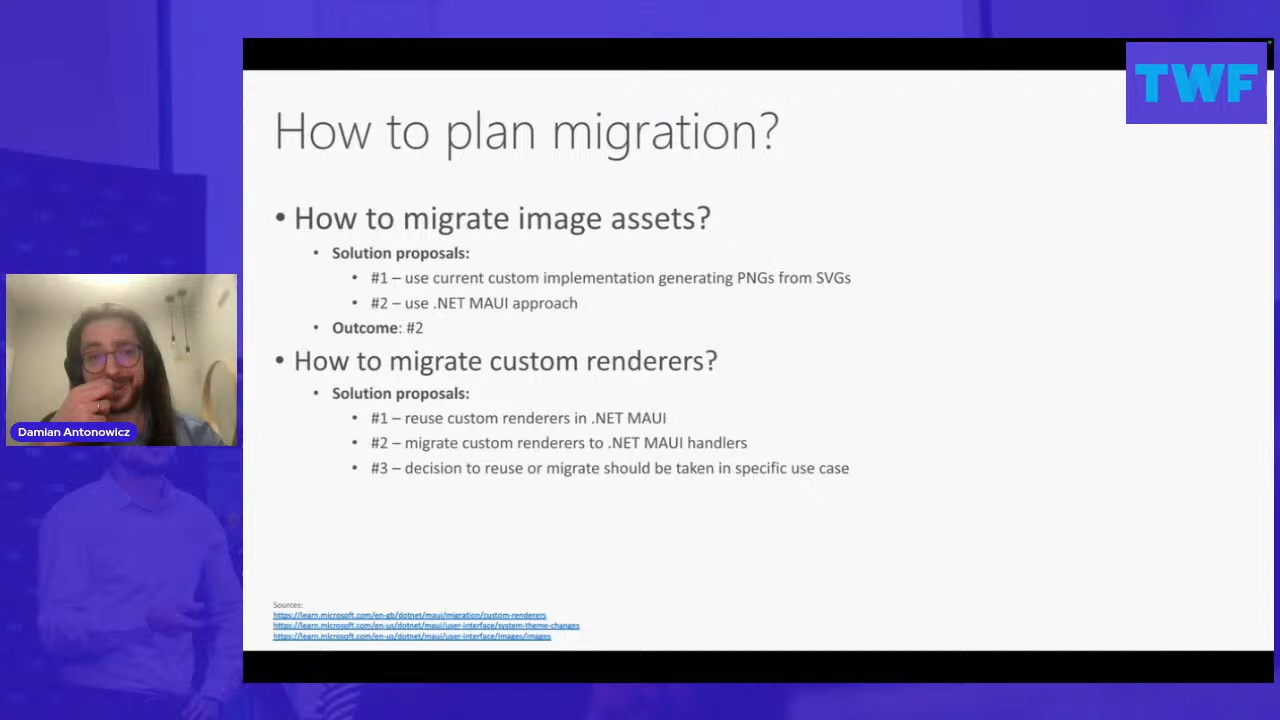 TWF
How to plan migration?
• How to migrate image assets?
• Solution proposals:
• #1 – use current custom implementation generating PNGs from SVGs
• #2 – use .NET MAUI approach
• Outcome: #2
• How to migrate custom renderers?
• Solution proposals:
• #1 – reuse custom renderers in .NET MAUI
• #2 – migrate custom renderers to .NET MAUI handlers
• #3 – decision to reuse or migrate should be taken in specific use case
Damian Antonowicz
Sources:
https://learn.microsoft.com/en-gb/dotnet/maui/migration/custom-renderers
https://learn.microsoft.com/en-us/dotnet/maui/user-interface/system-theme-changes
https://learn.microsoft.com/en-us/dotnet/maui/user-interface/images/images